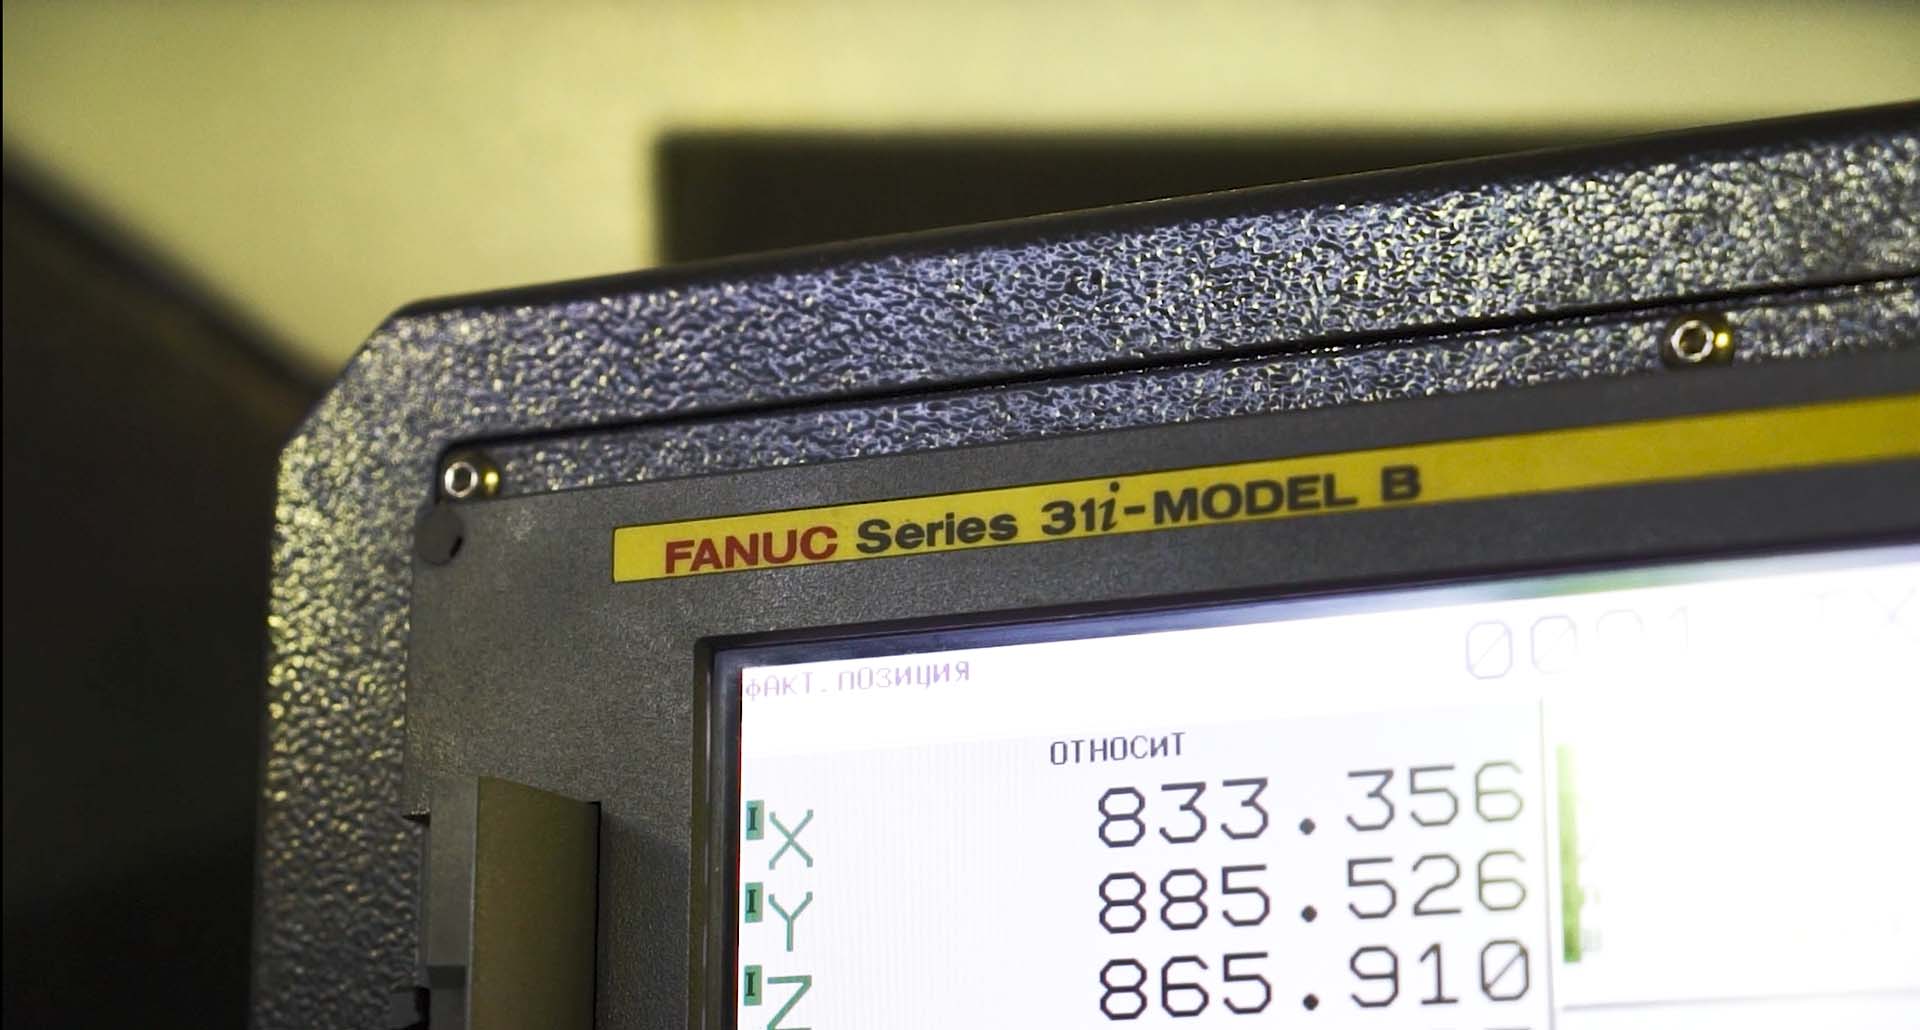 FANUC Series 31i-MODEL B
ФАКТ.ПОЗИЦИЯ
ОТНОСИТ
I X 833.356
I Y 885.526
I Z 865.910